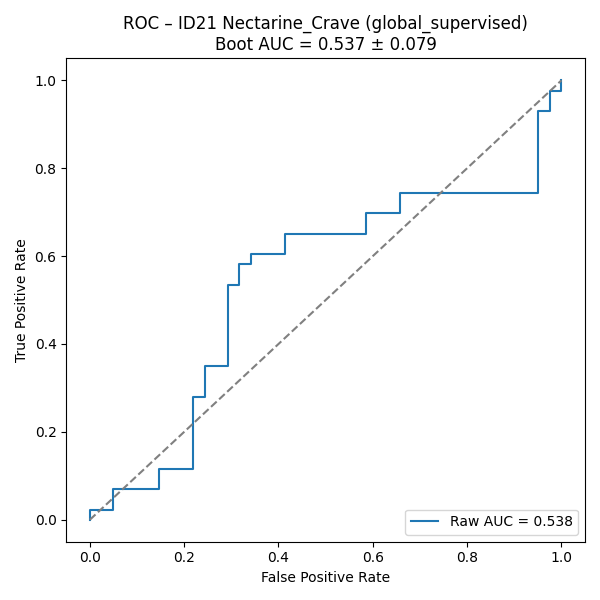 ROC – ID21 Nectarine_Crave (global_supervised)
Boot AUC = 0.537 ± 0.079
True Positive Rate
1.0
0.8
0.6
0.4
0.2
0.0
Raw AUC = 0.538
0.0 0.2 0.4 0.6 0.8 1.0
False Positive Rate